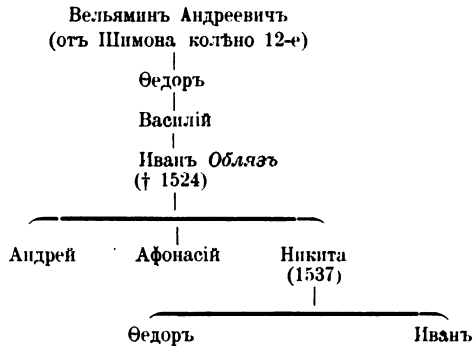 Вельяминъ Андреевичъ
(отъ Шимона колѣно 12-е)
Ѳедоръ
Василій
Иванъ Облязъ
(† 1524)
Андрей Афонасій Никита
(1537)
Ѳедоръ Иванъ